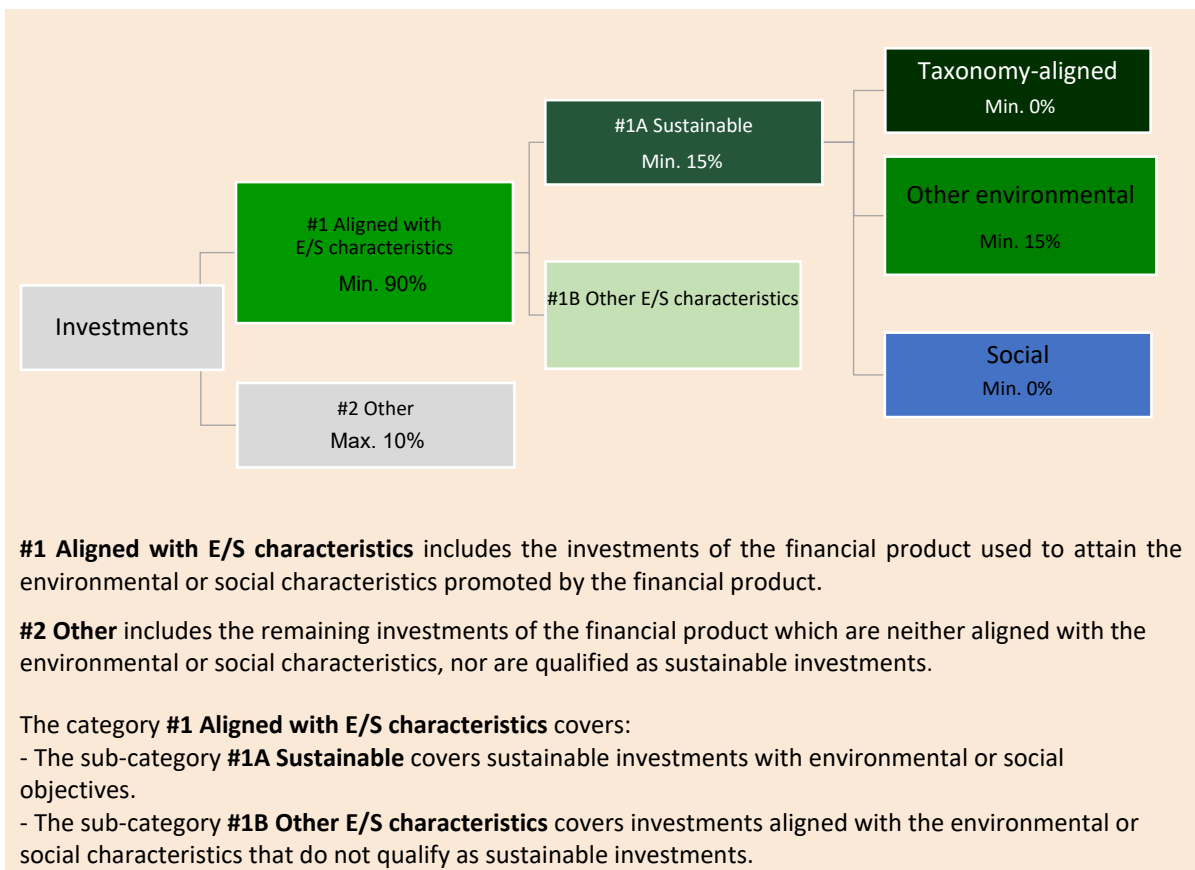 Taxonomy-aligned
Min. 0%
#1A Sustainable
Min. 15%
Other environmental
Min. 15%
#1 Aligned with
E/S characteristics
Min. 90%
#1B Other E/S characteristics
Investments
Social
Min. 0%
#2 Other
Max. 10%
#1 Aligned with E/S characteristics includes the investments of the financial product used to attain the
environmental or social characteristics promoted by the financial product.
#2 Other includes the remaining investments of the financial product which are neither aligned with the
environmental or social characteristics, nor are qualified as sustainable investments.
The category #1 Aligned with E/S characteristics covers:
- The sub-category #1A Sustainable covers sustainable investments with environmental or social
objectives.
- The sub-category #1B Other E/S characteristics covers investments aligned with the environmental or
social characteristics that do not qualify as sustainable investments.